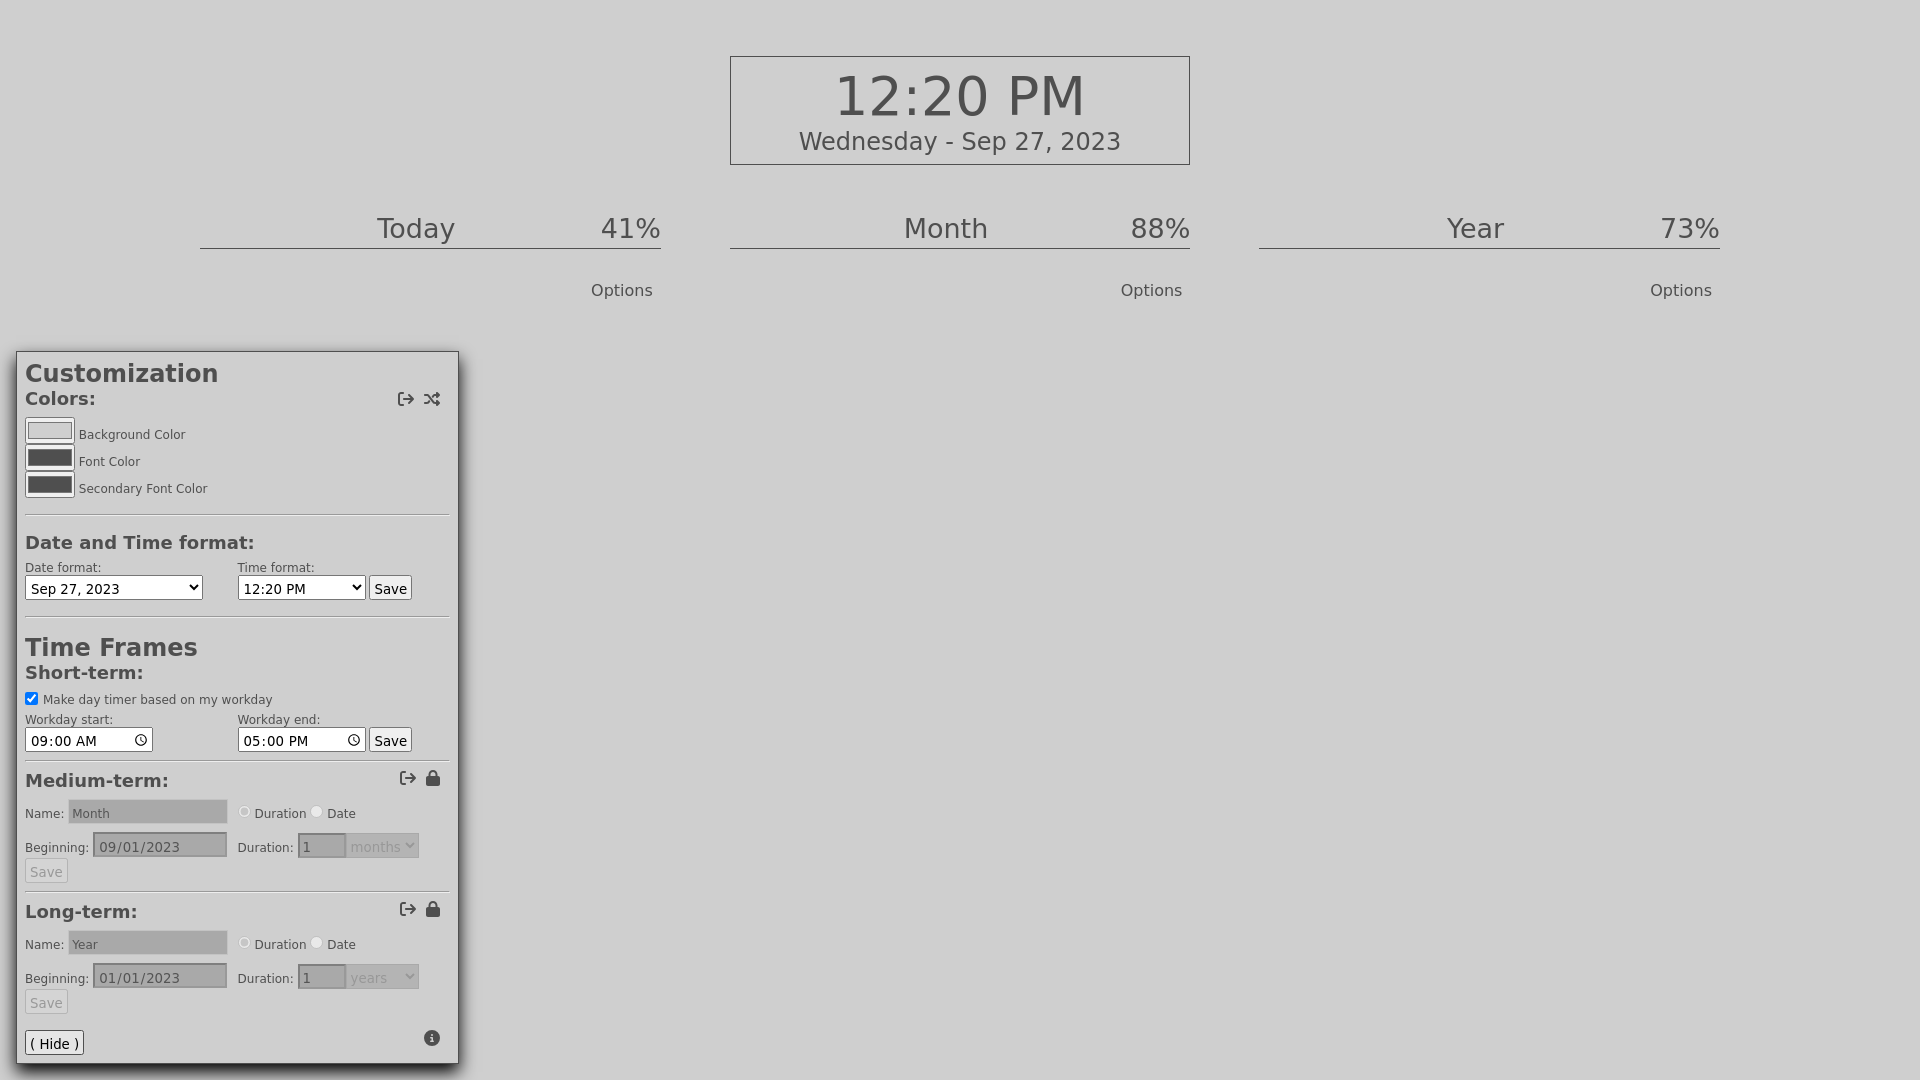 12:20 PM
Wednesday - Sep 27, 2023
Today 41%
Month 88%
Year 73%
Options
Options
Options
Customization
Colors:
Background Color
Font Color
Secondary Font Color
Date and Time format:
Date format:
Time format:
Sep 27, 2023
12:20 PM
Save
Time Frames
Short-term:
Make day timer based on my workday
Workday start:
Workday end:
09:00 AM
05:00 PM
Save
Medium-term:
Name: Month Duration Date
Beginning: 09/01/2023 Duration: 1 months
Save
Long-term:
Name: Year Duration Date
Beginning: 01/01/2023 Duration: 1 years
Save
( Hide )